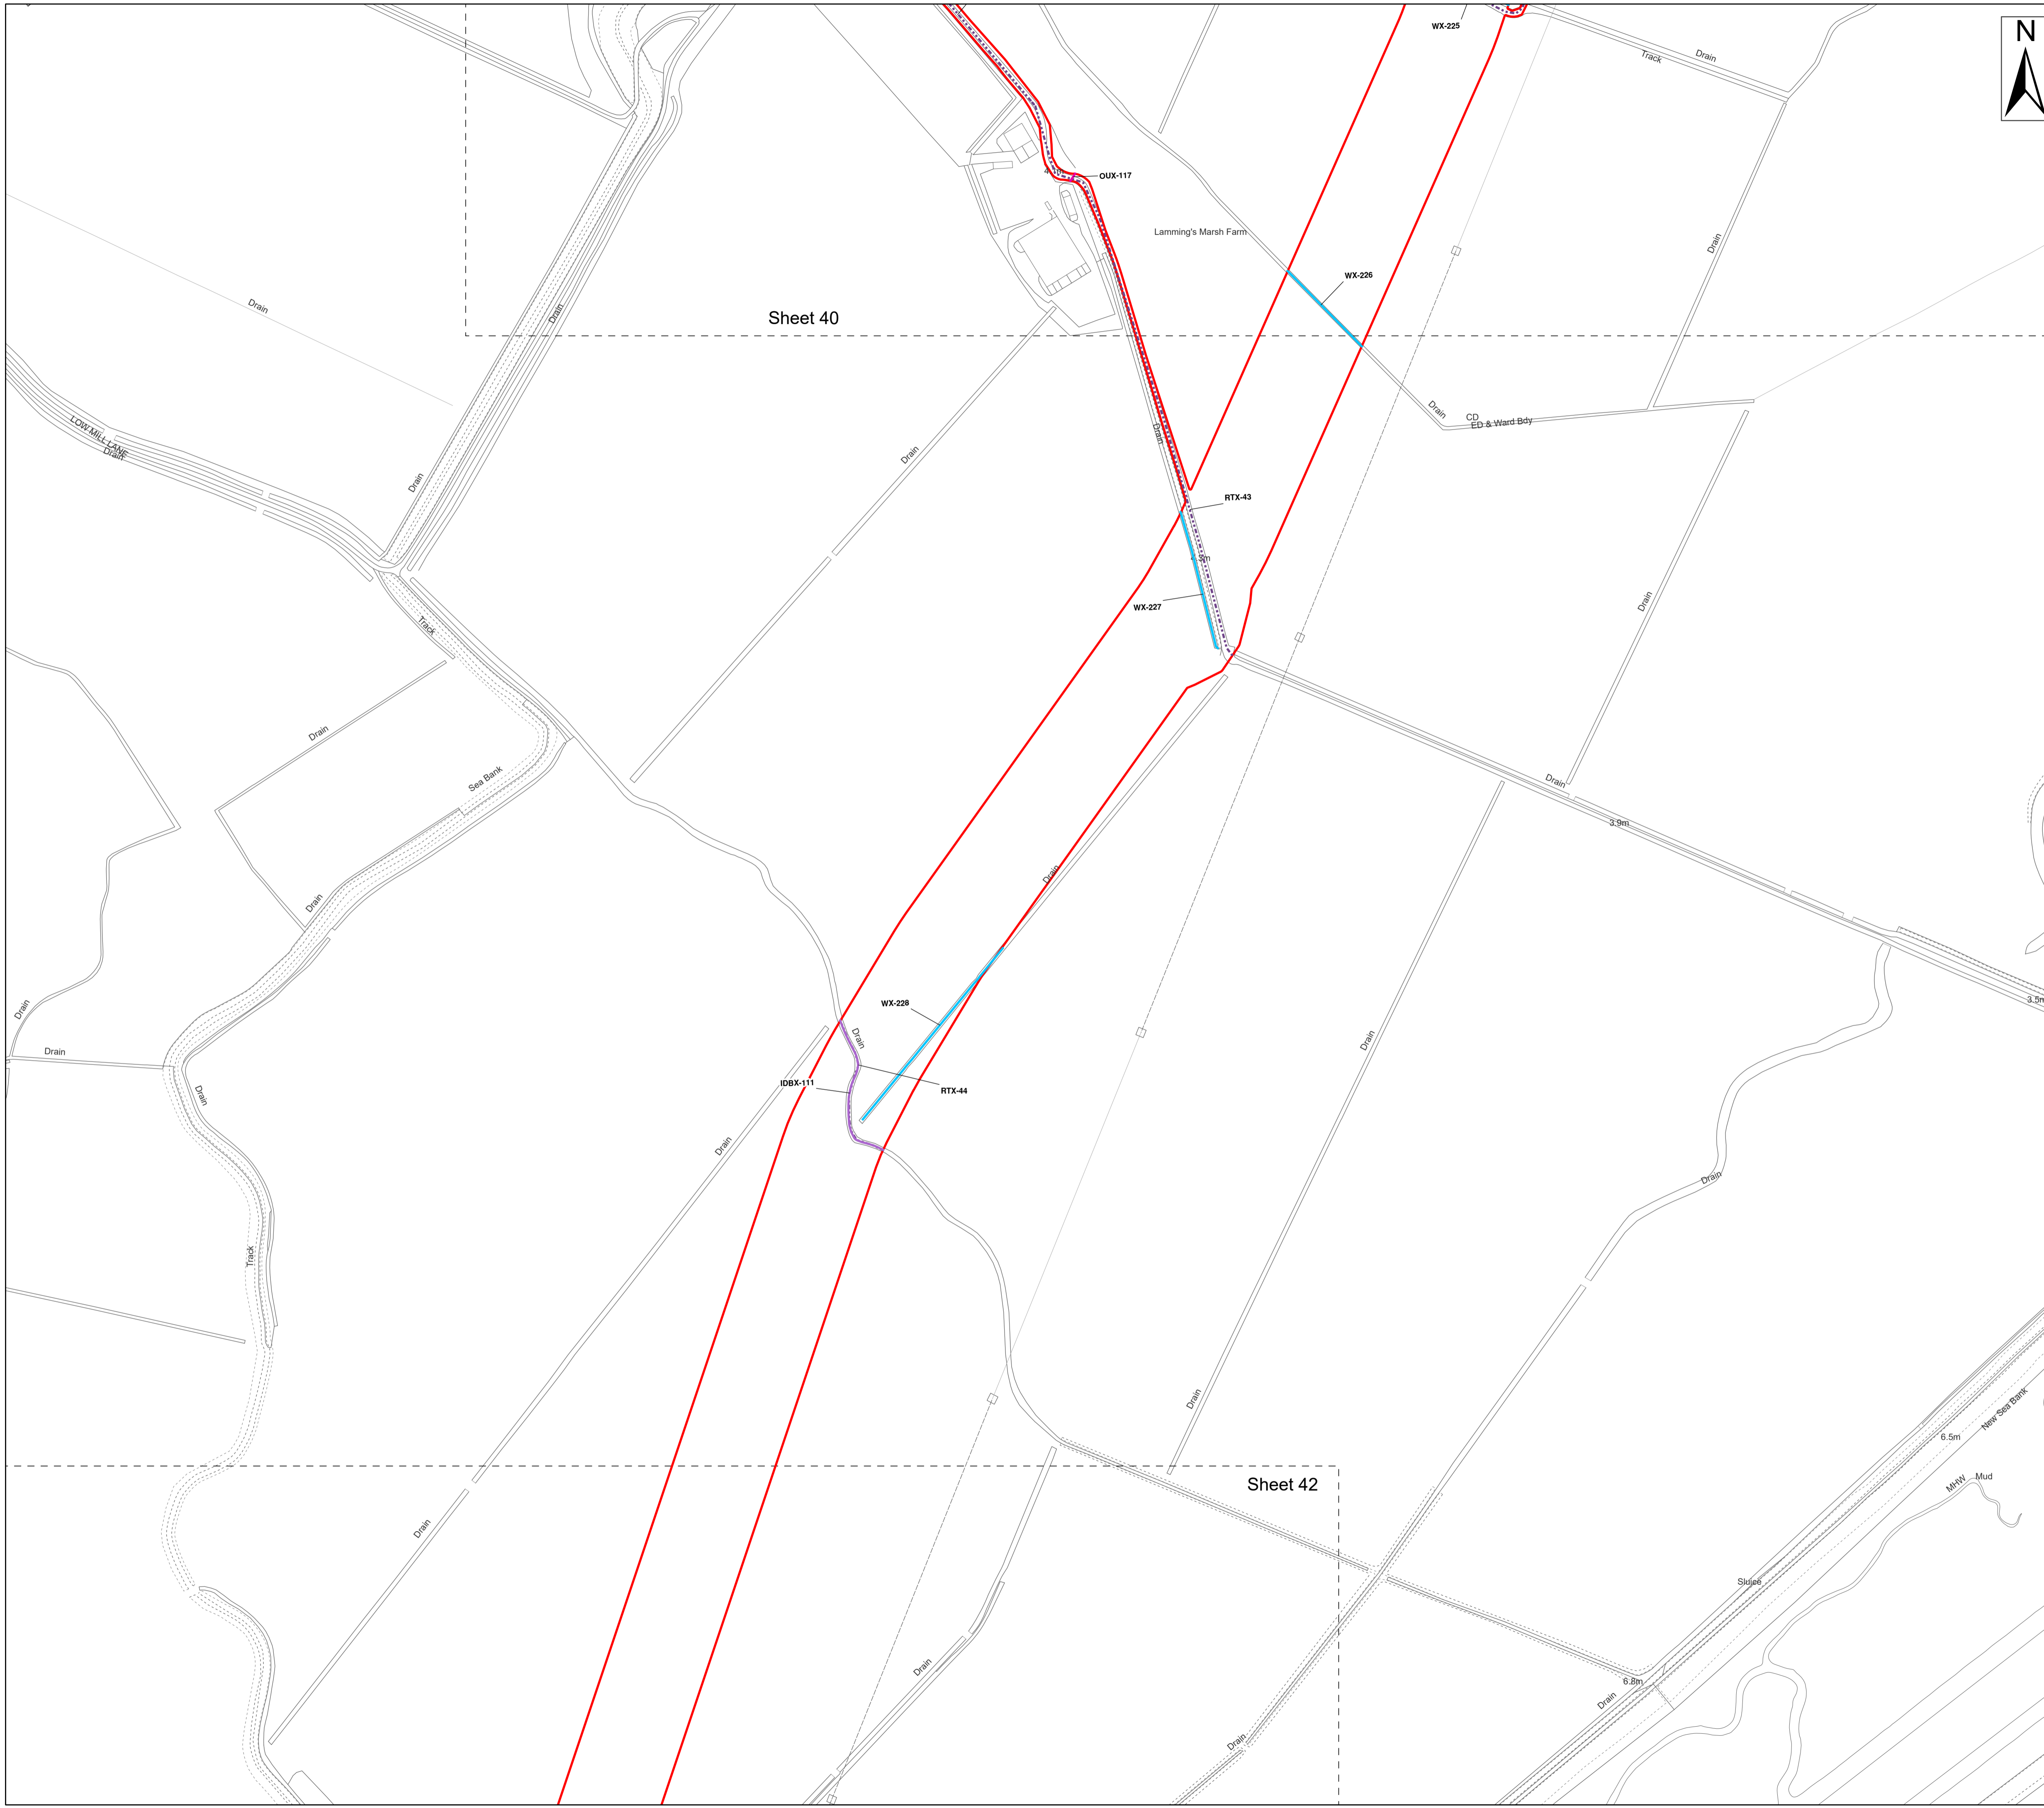 WX-225
N
Drain
Track
OUX-117
Lamming's Marsh Farm
Drain
WX-226
Drain
Drain
Sheet 40
Drain
CD
ED & Ward Bdy
LOW MILL LANE
Drain
Drain
Drain
Drain
RTX-43
WX-227
Drain
Track
Drain
Sea Bank
Drain
3.9m
Drain
Drain
WX-228
Drain
3.5m
Drain
Drain
Drain
IDBX-111
RTX-44
Drain
Drain
Drain
Track
Drain
New Sea Bank
6.5m
Sheet 42
MHW
Mud
Drain
Sluice
Drain
6.8m
Drain
Drain